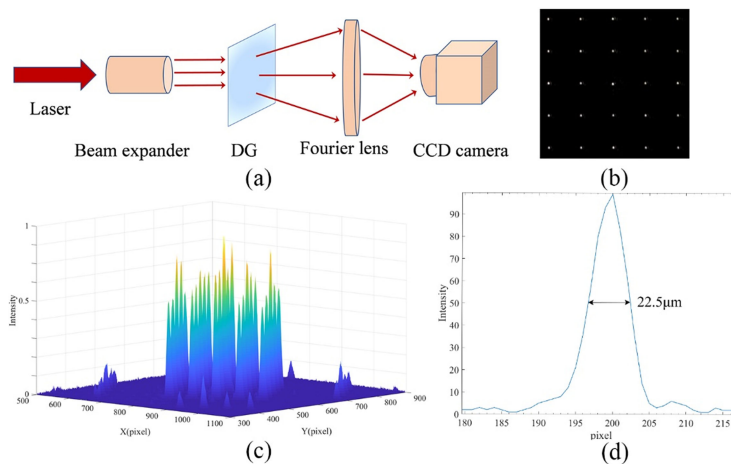 Laser
Beam expander
DG
Fourier lens
CCD camera
(a)
(b)
1
0.5
0
Intensity
500
600
700
800
900
1000
1100
X(pixel)
300
400
500
600
700
800
900
Y(pixel)
(c)
90
80
70
60
50
40
30
20
10
0
Intensity
22.5μm
180
185
190
195
200
205
210
215
pixel
(d)